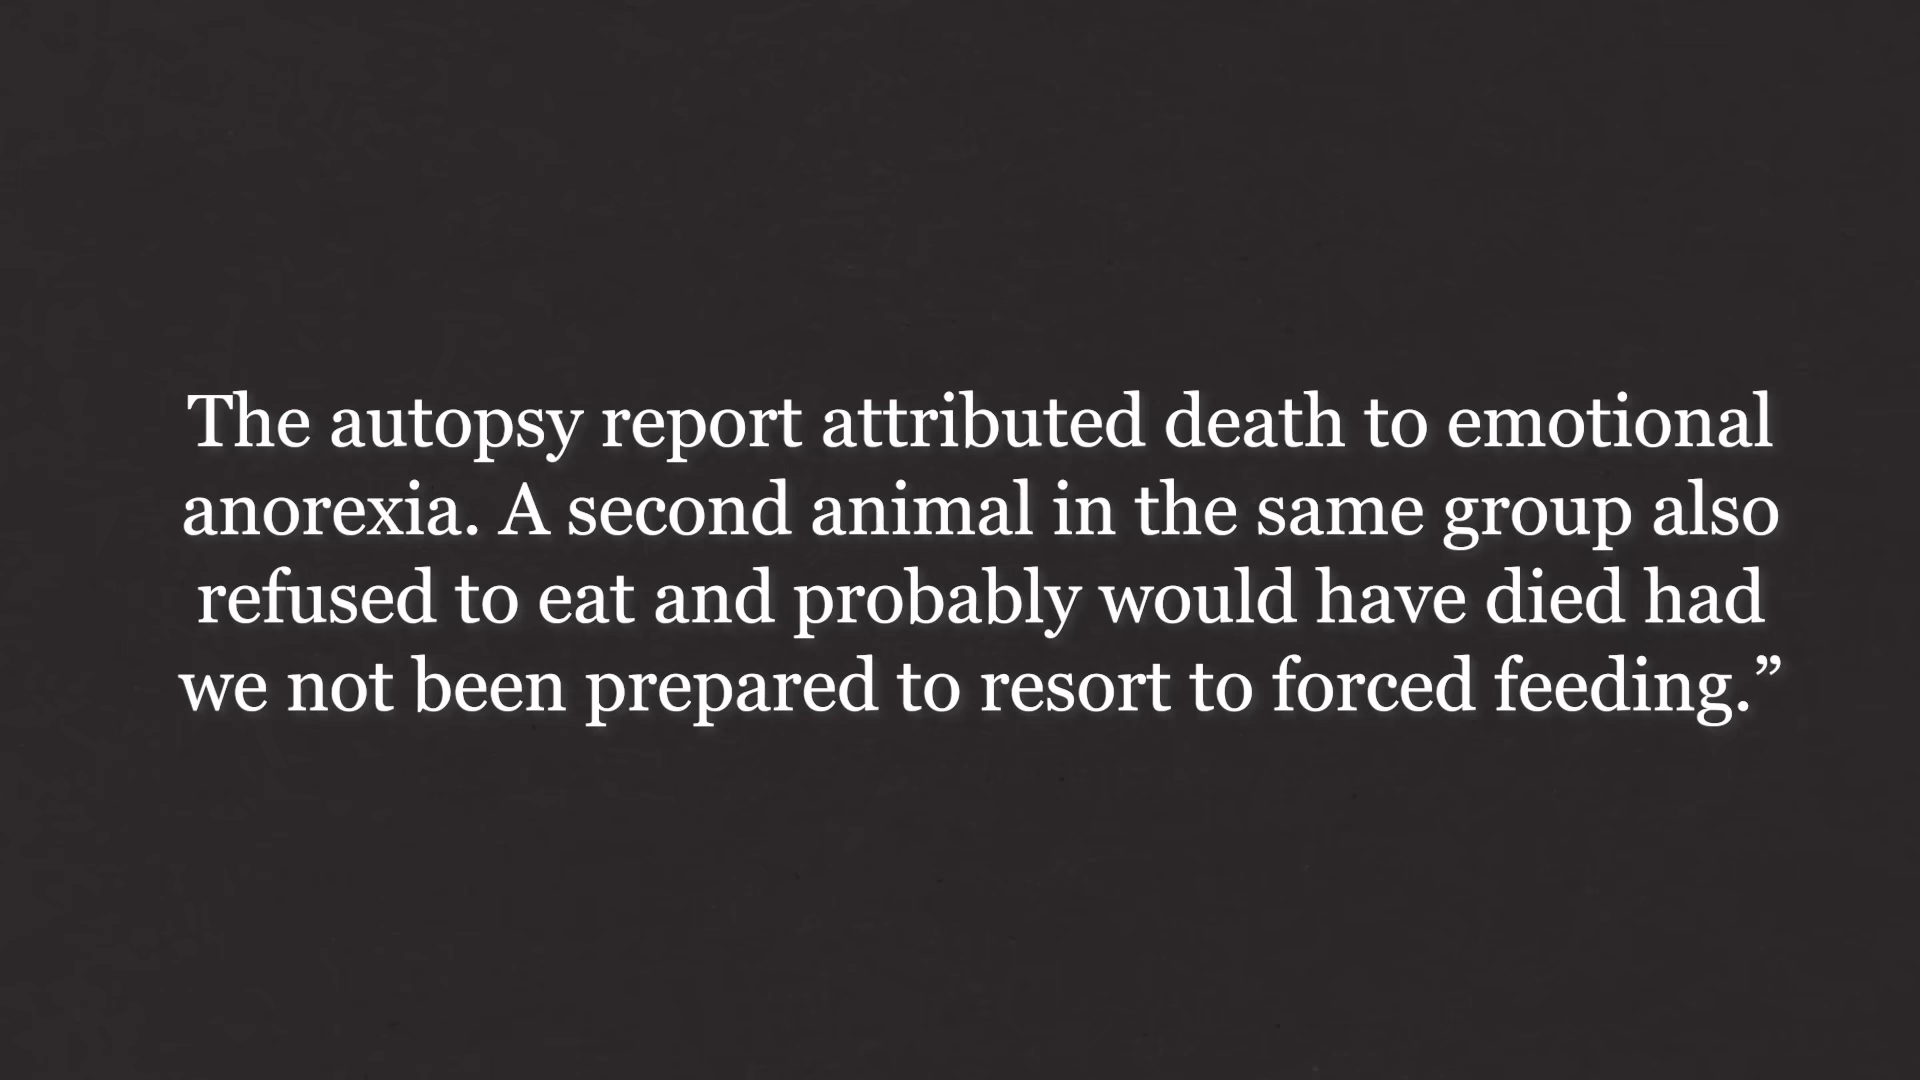 The autopsy report attributed death to emotional
anorexia. A second animal in the same group also
refused to eat and probably would have died had
we not been prepared to resort to forced feeding.”